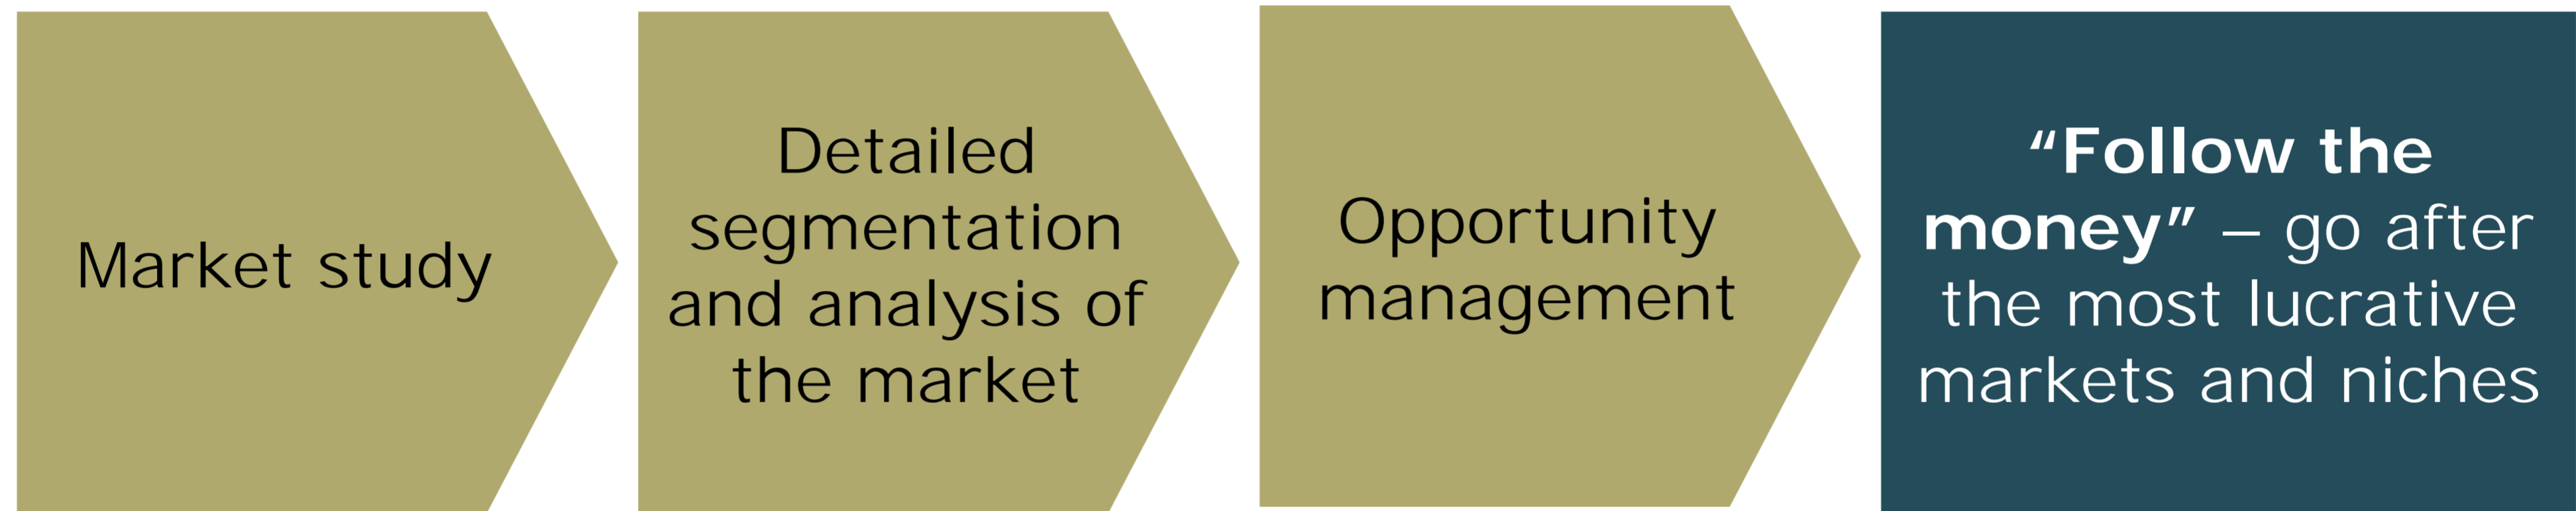 Market study
Detailed
segmentation
and analysis of
the market
Opportunity
management
“Follow the
money” – go after
the most lucrative
markets and niches